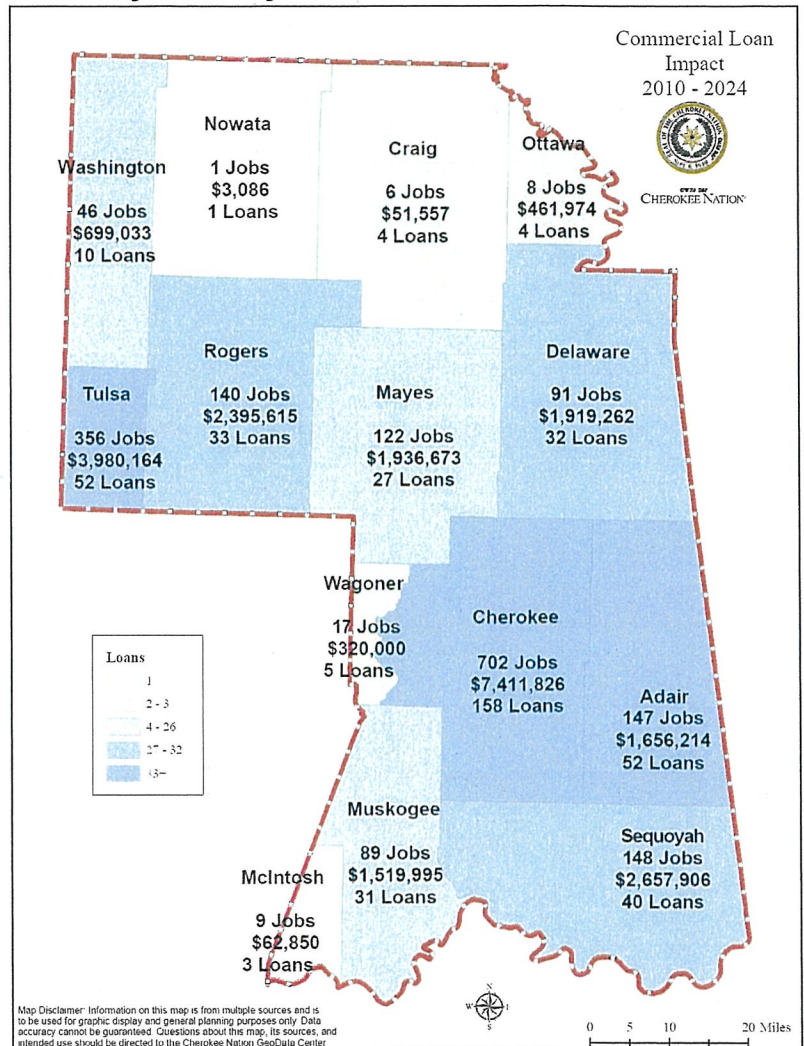 Commercial Loan
Impact
2010 - 2024
CHEROKEE NATION
Nowata
1 Jobs
$3,086
1 Loans
Craig
6 Jobs
$51,557
4 Loans
Ottawa
8 Jobs
$461,974
4 Loans
Washington
46 Jobs
$699,033
10 Loans
Rogers
140 Jobs
$2,395,615
33 Loans
Delaware
91 Jobs
$1,919,262
32 Loans
Tulsa
356 Jobs
$3,980,164
52 Loans
Mayes
122 Jobs
$1,936,673
27 Loans
Wagoner
17 Jobs
$320,000
5 Loans
Cherokee
702 Jobs
$7,411,826
158 Loans
Adair
147 Jobs
$1,656,214
52 Loans
Loans
1
2 - 3
4 - 26
27 - 32
Muskogee
89 Jobs
$1,519,995
31 Loans
Sequoyah
148 Jobs
$2,657,906
40 Loans
McIntosh
9 Jobs
$62,850
3 Loans
Map Disclaimer: Information on this map is from multiple sources and is
to be used for graphic display and general planning purposes only. Data
accuracy cannot be guaranteed. Questions about this map, its sources, and
intended use should be directed to the Cherokee Nation GeoData Center
N
W
S
0 5 10 20 Miles